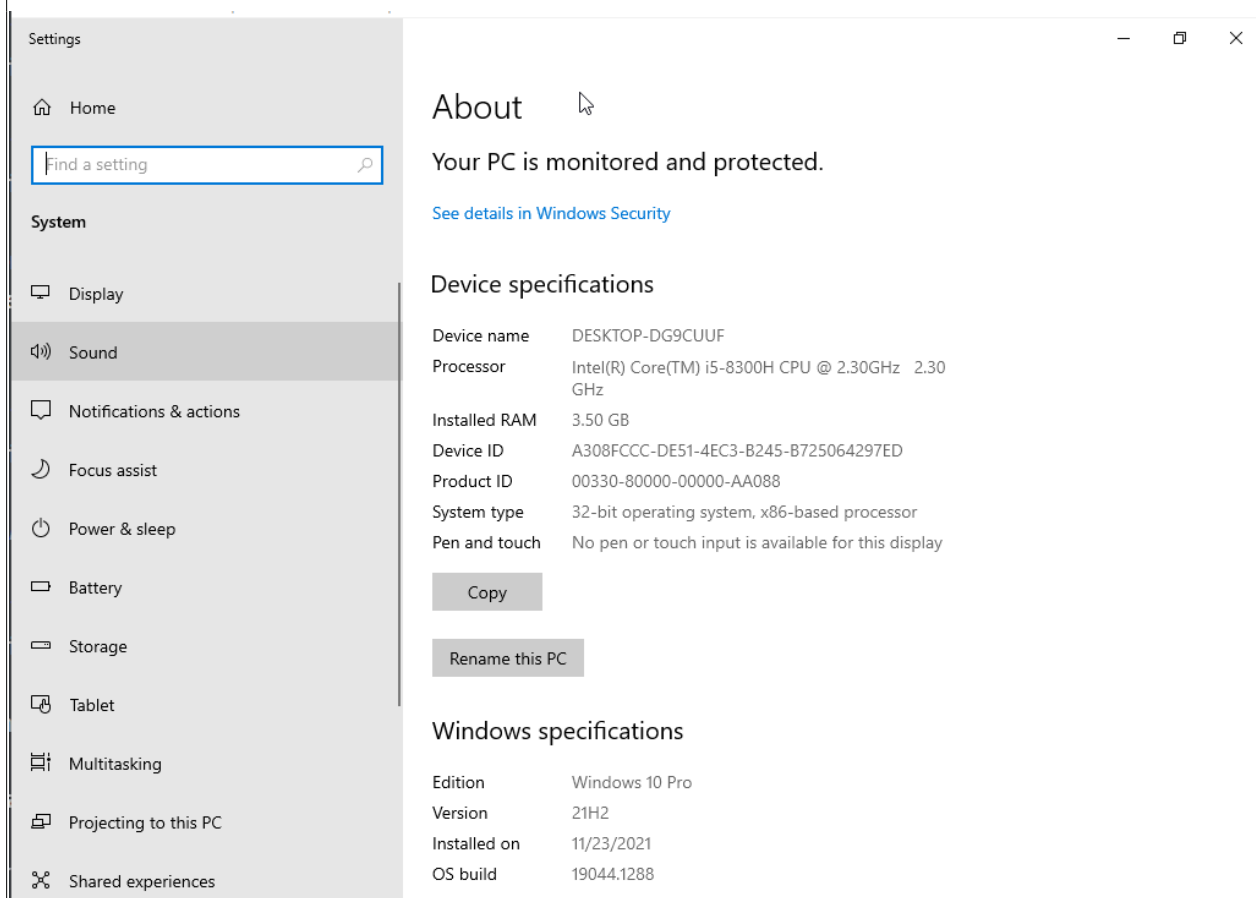 Settings
Home
Find a setting
System
Display
Sound
Notifications & actions
Focus assist
Power & sleep
Battery
Storage
Tablet
Multitasking
Projecting to this PC
Shared experiences
About
Your PC is monitored and protected.
See details in Windows Security
Device specifications
Device name DESKTOP-DG9CUUF
Processor Intel(R) Core(TM) i5-8300H CPU @ 2.30GHz 2.30
GHz
Installed RAM 3.50 GB
Device ID A308FCCC-DE51-4EC3-B245-B725064297ED
Product ID 00330-80000-00000-AA088
System type 32-bit operating system, x86-based processor
Pen and touch No pen or touch input is available for this display
Copy
Rename this PC
Windows specifications
Edition Windows 10 Pro
Version 21H2
Installed on 11/23/2021
OS build 19044.1288